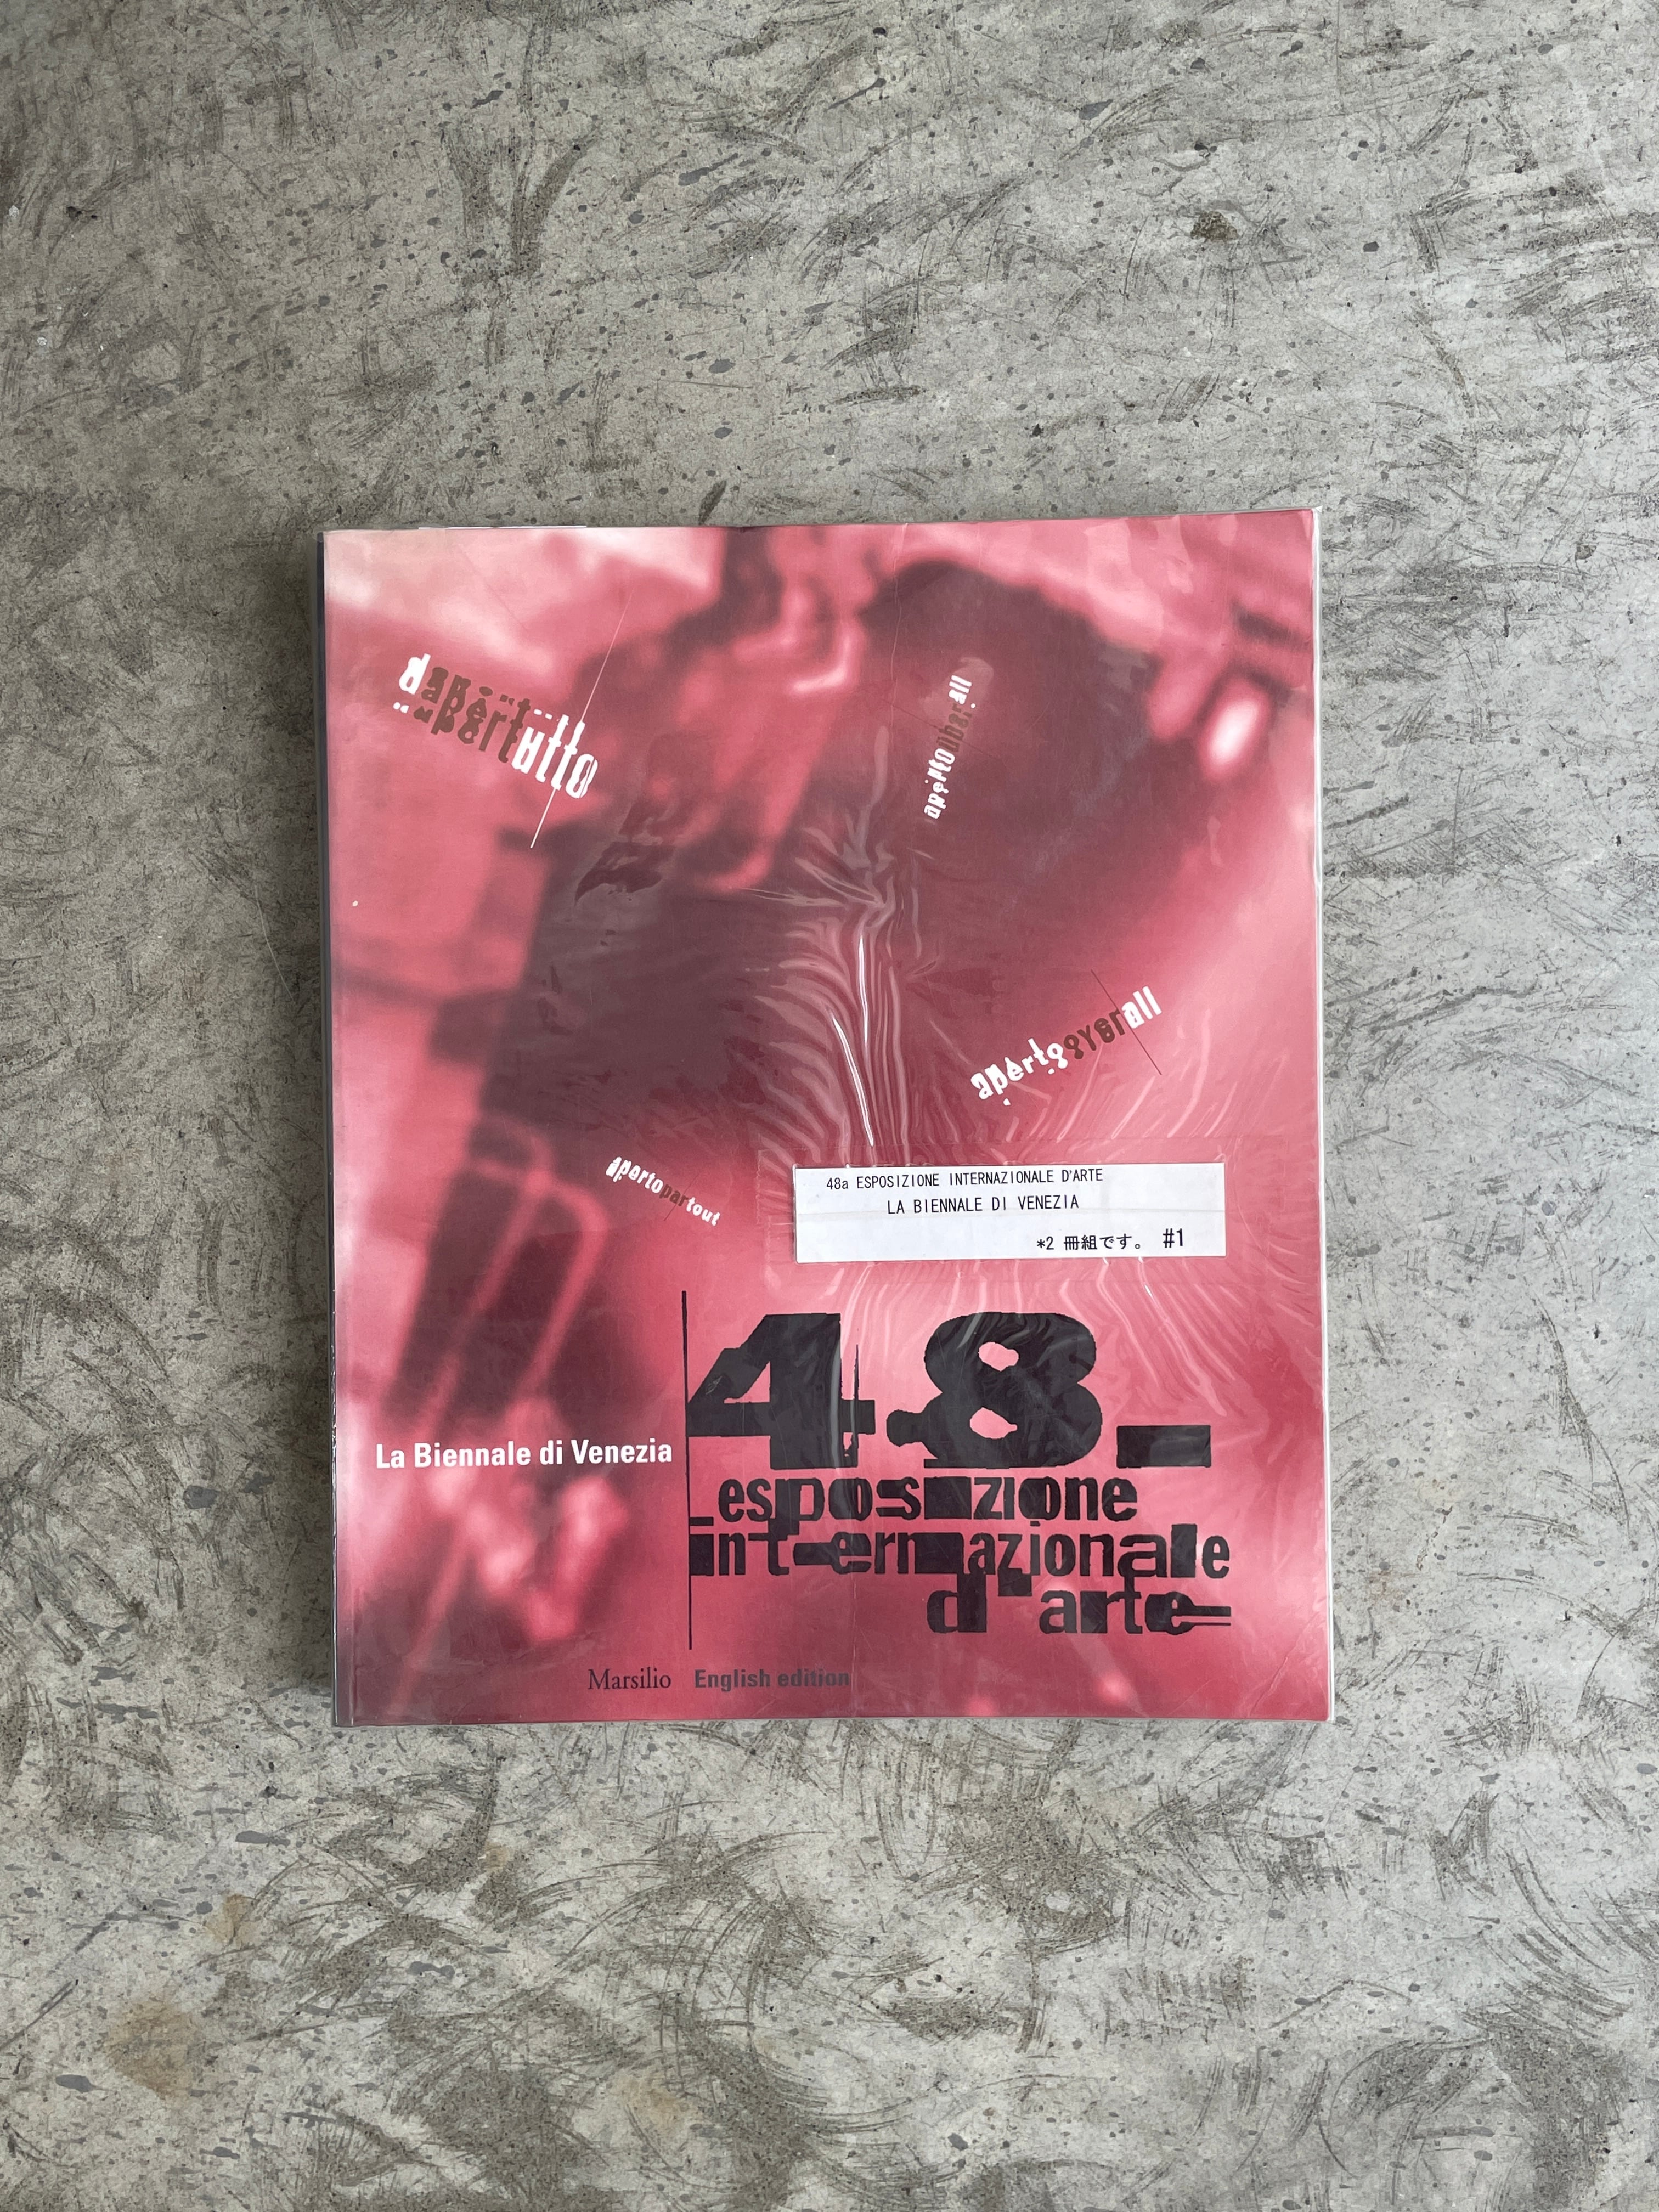 dapertutto
apertoüberall
apertooverall
apertopartout
48a ESPOSIZIONE INTERNAZIONALE D'ARTE
LA BIENNALE DI VENEZIA
*2 冊組です。 #1
48_
La Biennale di Venezia
esposizione
internazionale
d'arte
Marsilio English edition